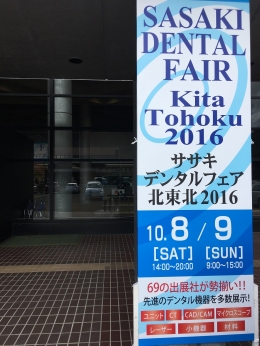 SASAKI
DENTAL
FAIR
Kita
Tohoku
2016
ササキ
デンタルフェア
北東北2016
10.8/9
[SAT] [SUN]
14:00~20:00 9:00~15:00
69の出展社が勢揃い!!
先進のデンタル機器を多数展示!
ユニット CT CAD/CAM マイクロスコープ
レーザー 小機器 材料